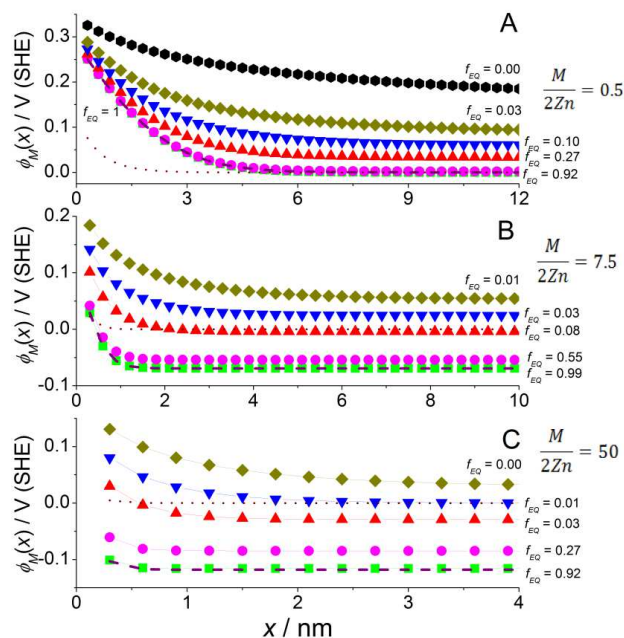 A
0.3
0.2
0.1
0.0
ϕ_M(x) / V (SHE)
f_EQ = 1
f_EQ = 0.00
f_EQ = 0.03
f_EQ = 0.10
f_EQ = 0.27
f_EQ = 0.92
M/2Zn = 0.5
0 3 6 9 12
B
0.2
0.1
0.0
-0.1
ϕ_M(x) / V (SHE)
f_EQ = 0.01
f_EQ = 0.03
f_EQ = 0.08
f_EQ = 0.55
f_EQ = 0.99
M/2Zn = 7.5
0 2 4 6 8 10
C
0.1
0.0
-0.1
ϕ_M(x) / V (SHE)
f_EQ = 0.00
f_EQ = 0.01
f_EQ = 0.03
f_EQ = 0.27
f_EQ = 0.92
M/2Zn = 50
0 1 2 3 4
x / nm